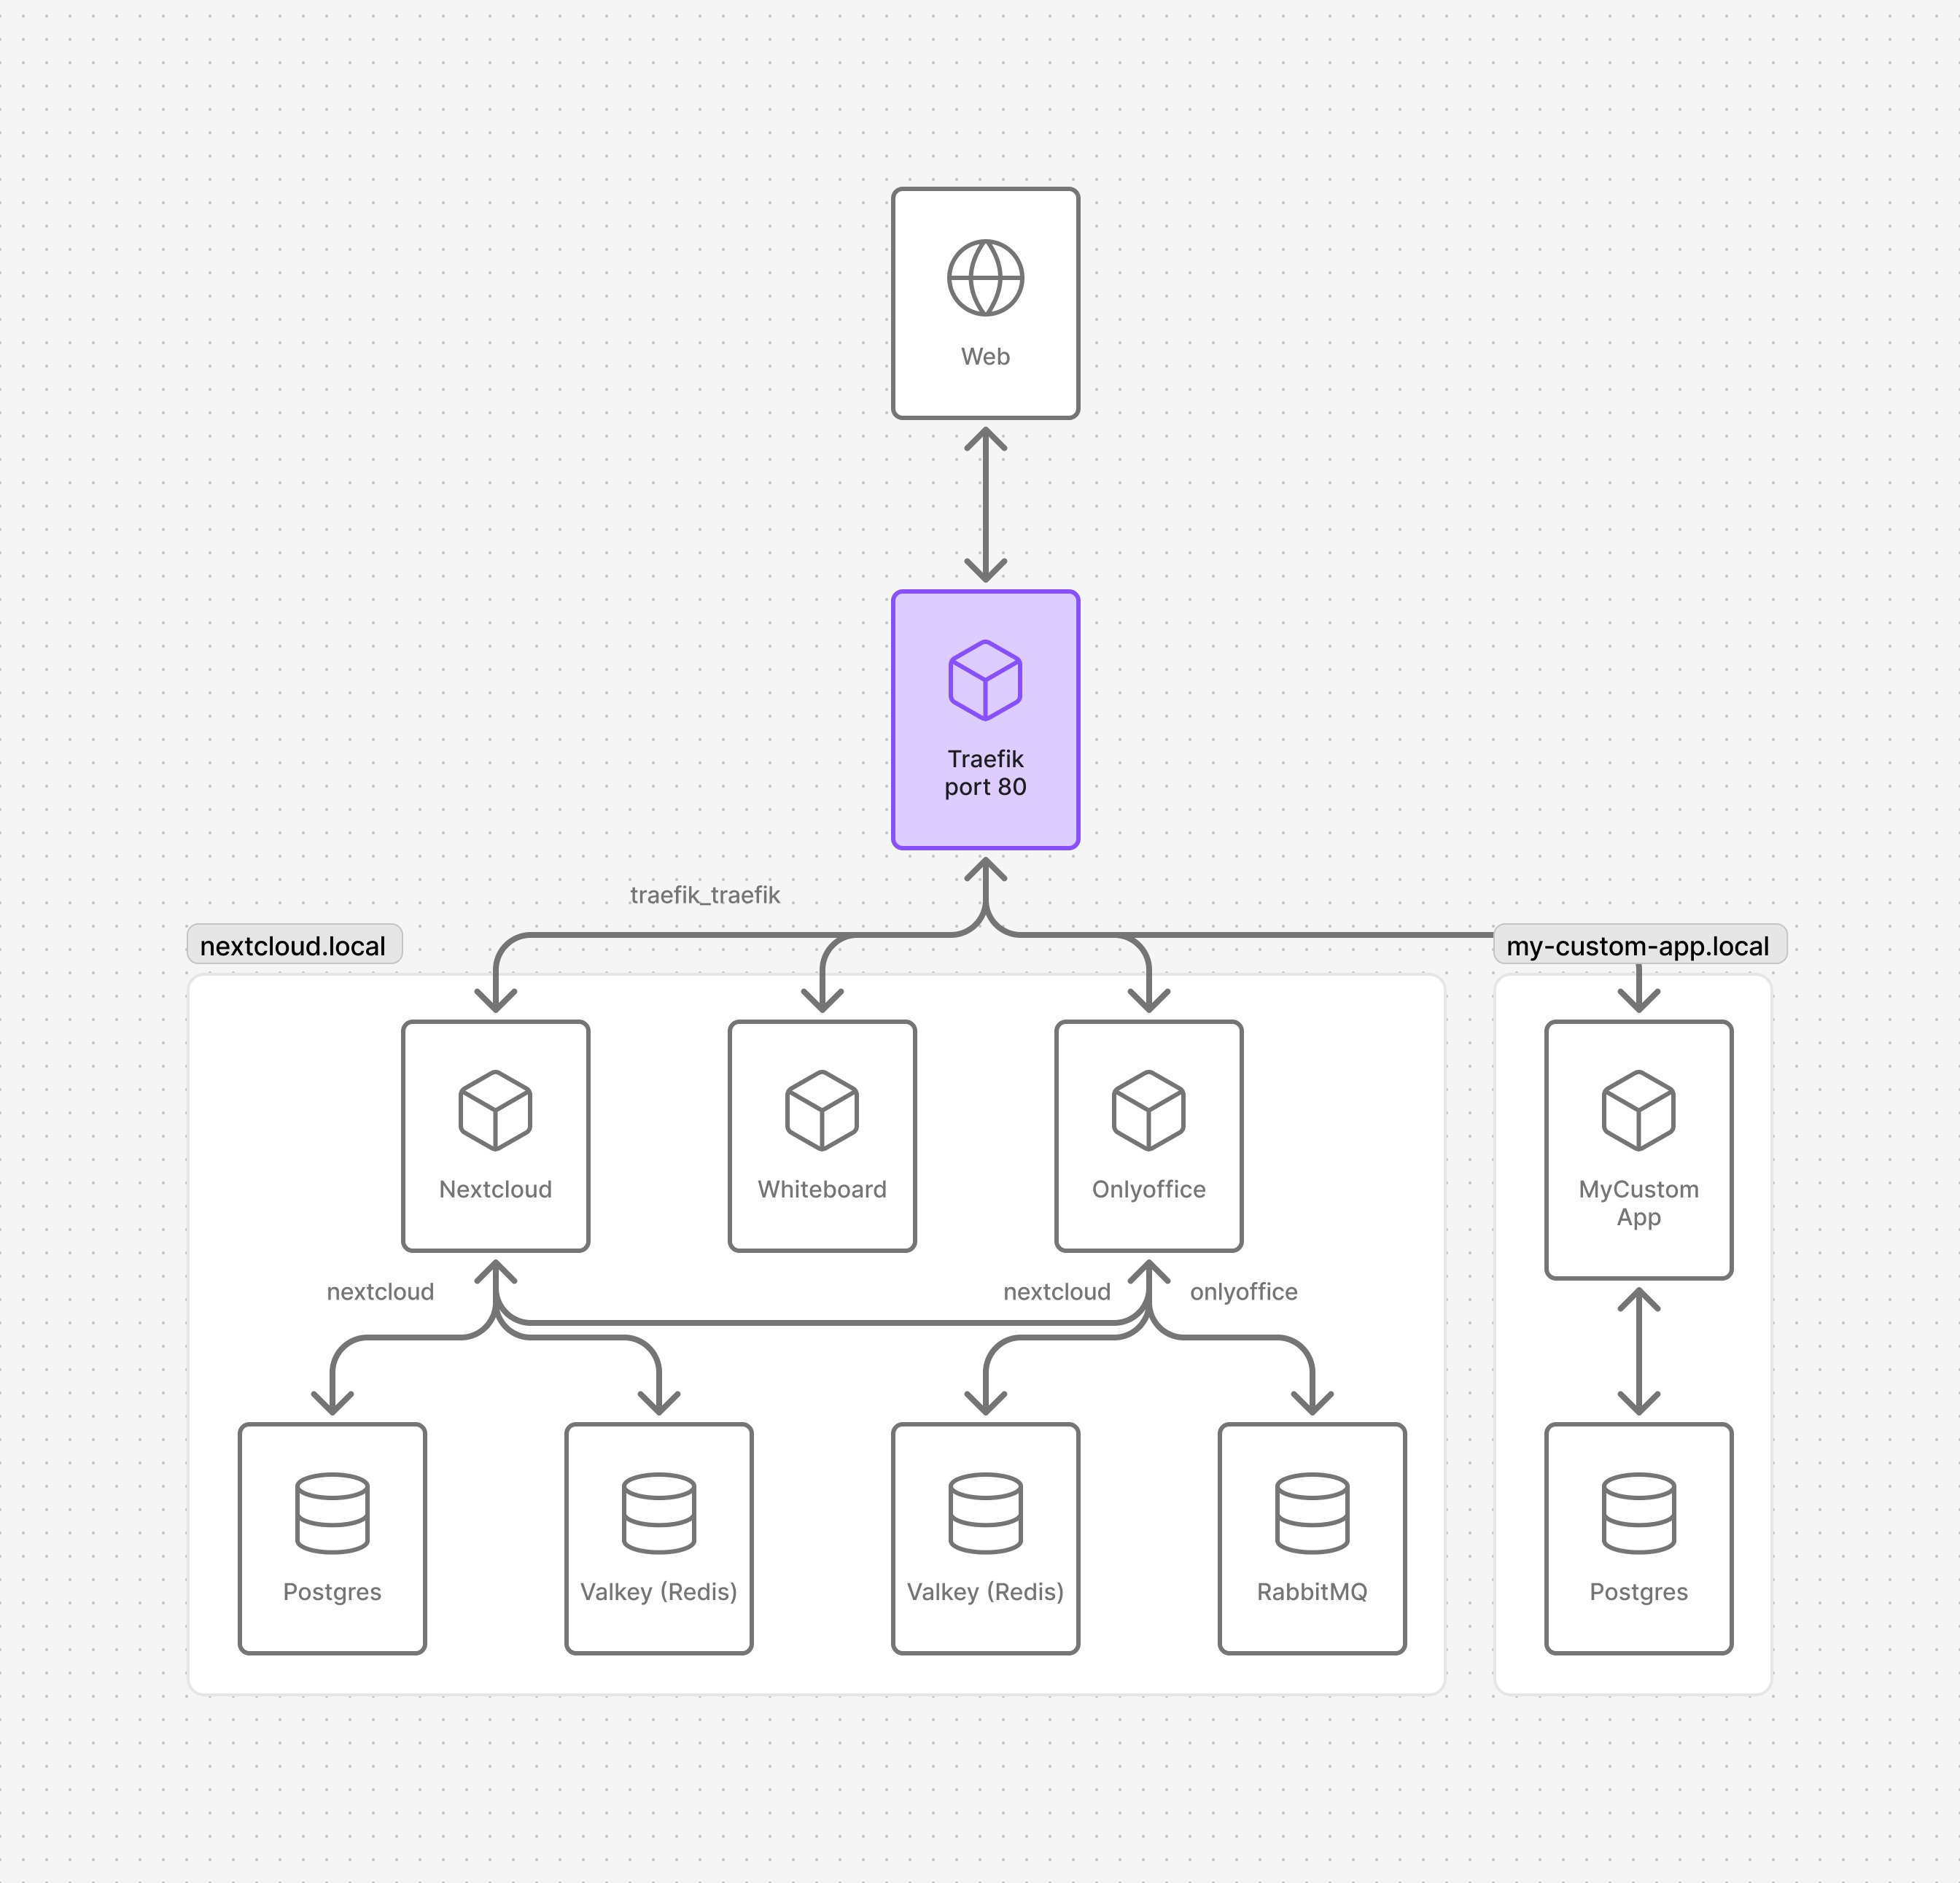 Web
Traefik
port 80
traefik_traefik
nextcloud.local
my-custom-app.local
Nextcloud
Whiteboard
Onlyoffice
MyCustom
App
nextcloud
nextcloud
onlyoffice
Postgres
Valkey (Redis)
Valkey (Redis)
RabbitMQ
Postgres